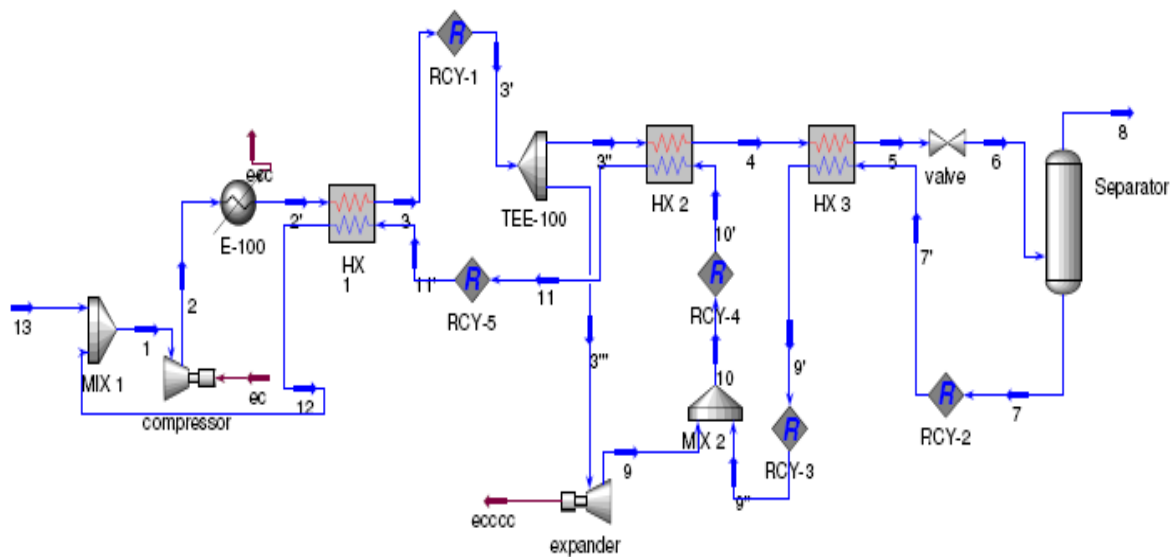 RCY-1
3'
8
ecc
2'
E-100
HX
1
3
TEE-100
3"
HX 2
4
HX 3
5
valve
6
Separator
13
MIX 1
1
2
compressor
ec
12
11"
RCY-5
11
3'''
10'
RCY-4
10
MIX 2
9
9'
RCY-3
9"
7'
RCY-2
7
ecccc
expander